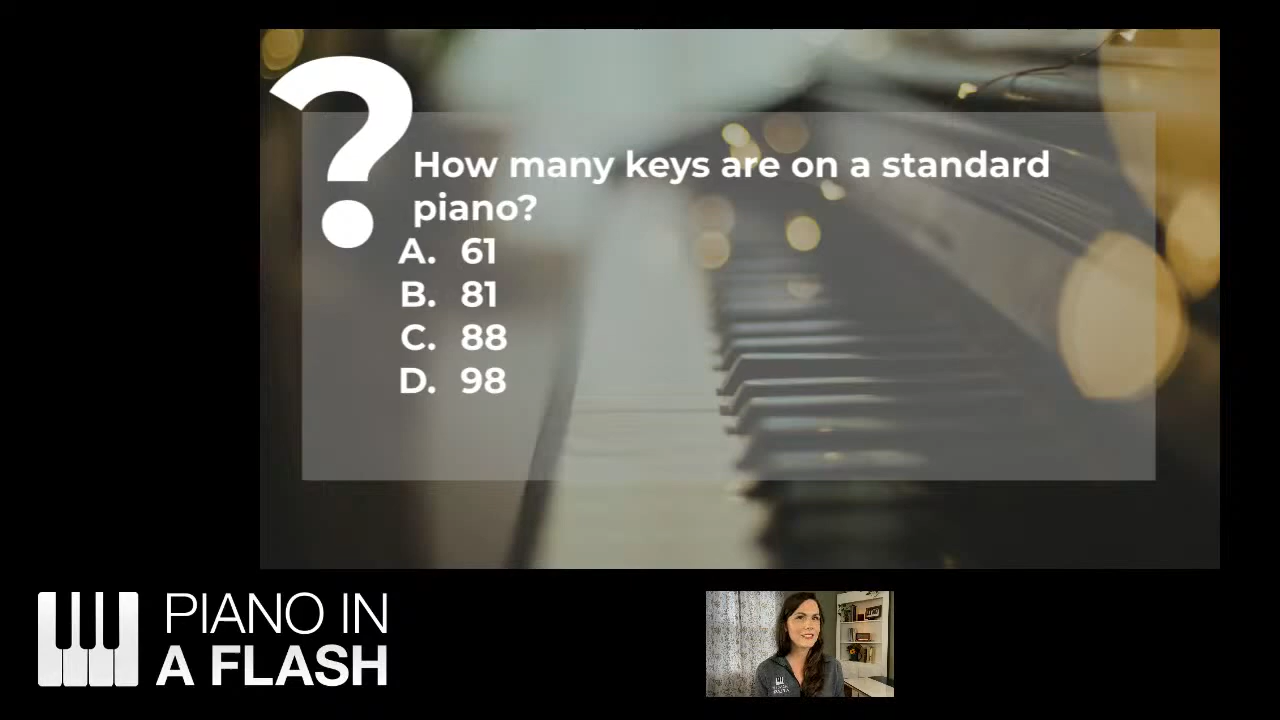 ?
How many keys are on a standard
piano?
A. 61
B. 81
C. 88
D. 98
PIANO IN
A FLASH